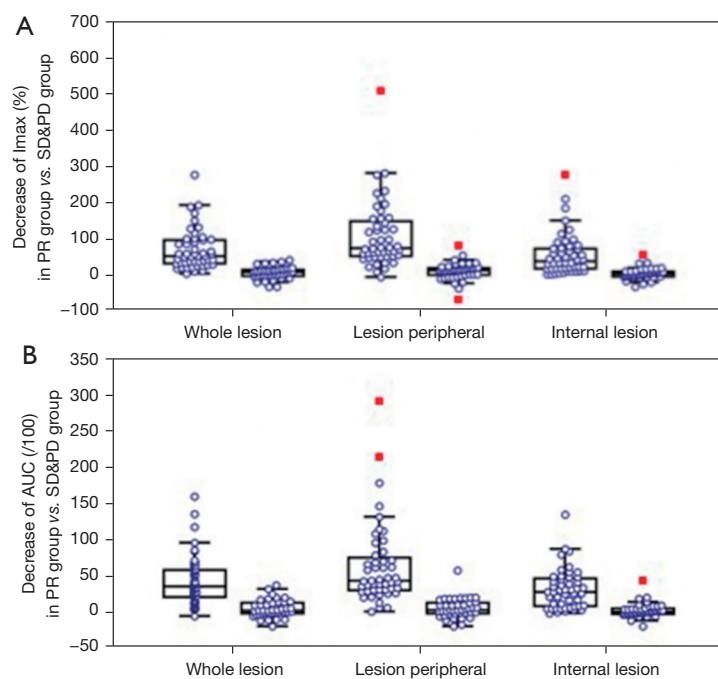 A
700
600
500
400
300
200
100
0
−100
Decrease of Imax (%)
in PR group vs. SD&PD group
Whole lesion
Lesion peripheral
Internal lesion
B
350
300
250
200
150
100
50
0
−50
Decrease of AUC (/100)
in PR group vs. SD&PD group
Whole lesion
Lesion peripheral
Internal lesion